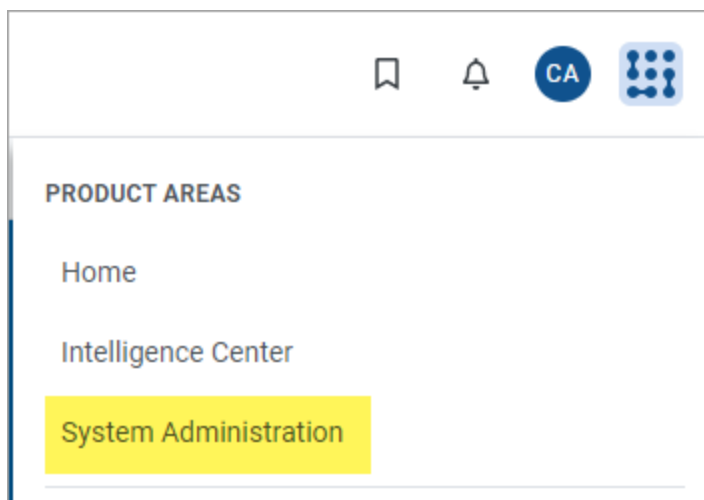 CA
PRODUCT AREAS
Home
Intelligence Center
System Administration